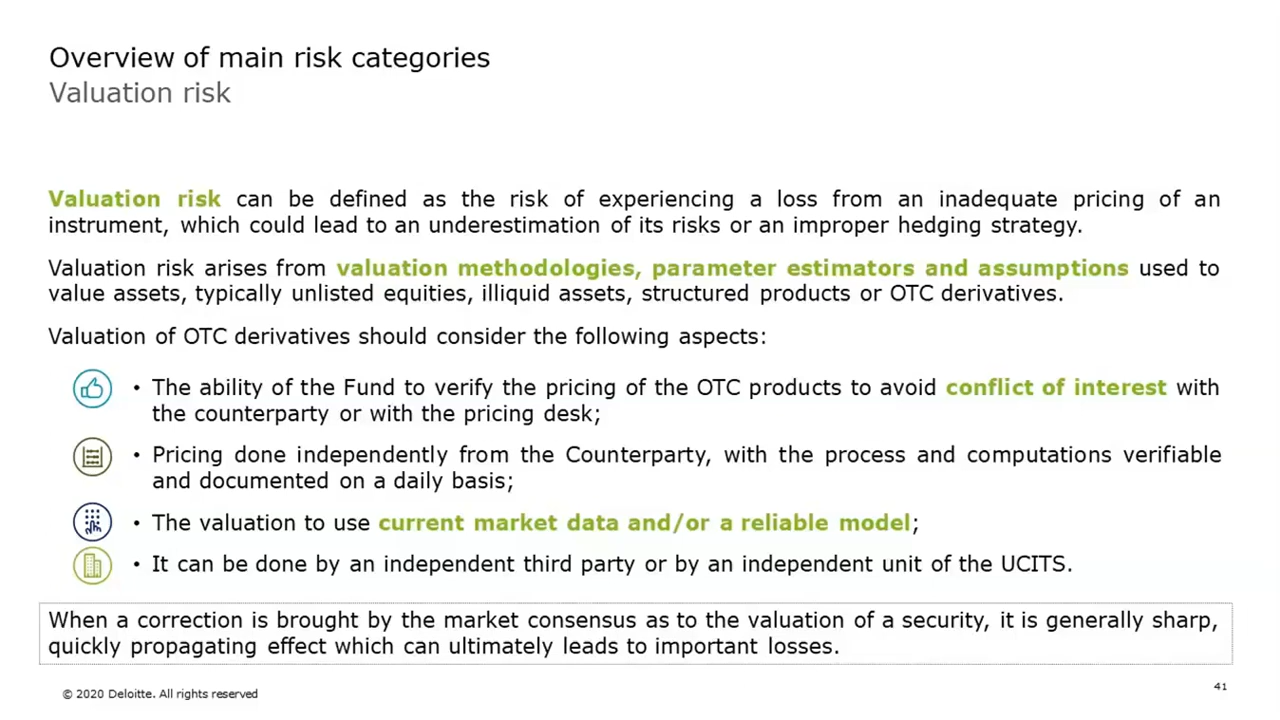 Overview of main risk categories
Valuation risk
Valuation risk can be defined as the risk of experiencing a loss from an inadequate pricing of an
instrument, which could lead to an underestimation of its risks or an improper hedging strategy.
Valuation risk arises from valuation methodologies, parameter estimators and assumptions used to
value assets, typically unlisted equities, illiquid assets, structured products or OTC derivatives.
Valuation of OTC derivatives should consider the following aspects:
• The ability of the Fund to verify the pricing of the OTC products to avoid conflict of interest with
the counterparty or with the pricing desk;
• Pricing done independently from the Counterparty, with the process and computations verifiable
and documented on a daily basis;
• The valuation to use current market data and/or a reliable model;
• It can be done by an independent third party or by an independent unit of the UCITS.
When a correction is brought by the market consensus as to the valuation of a security, it is generally sharp,
quickly propagating effect which can ultimately leads to important losses.
© 2020 Deloitte. All rights reserved
41